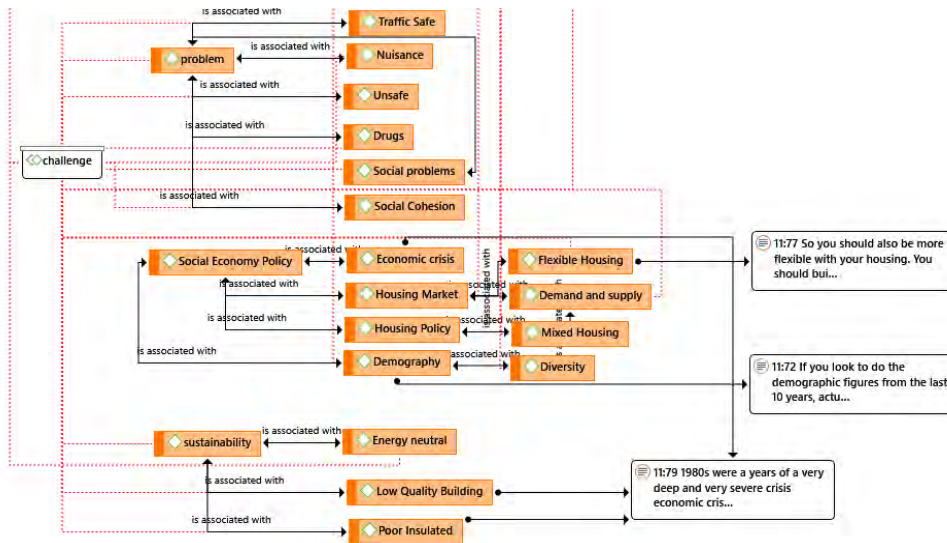 is associated with
Traffic Safe
is associated with
problem
Nuisance
is associated with
Unsafe
is associated with
Drugs
challenge
Social problems
is associated with
Social Cohesion
is associated with
Social Economy Policy
Economic crisis
is associated with
Flexible Housing
11:77 So you should also be more
flexible with your housing. You
should bui...
is associated with
Housing Market
Demand and supply
is associated with
Housing Policy
associated with
Mixed Housing
is associated with
Demography
associated with
Diversity
11:72 If you look to do the
demographic figures from the last
10 years, actu...
is associated with
sustainability
Energy neutral
is associated with
Low Quality Building
11:79 1980s were a years of a very
deep and very severe crisis
economic cris...
is associated with
Poor Insulated